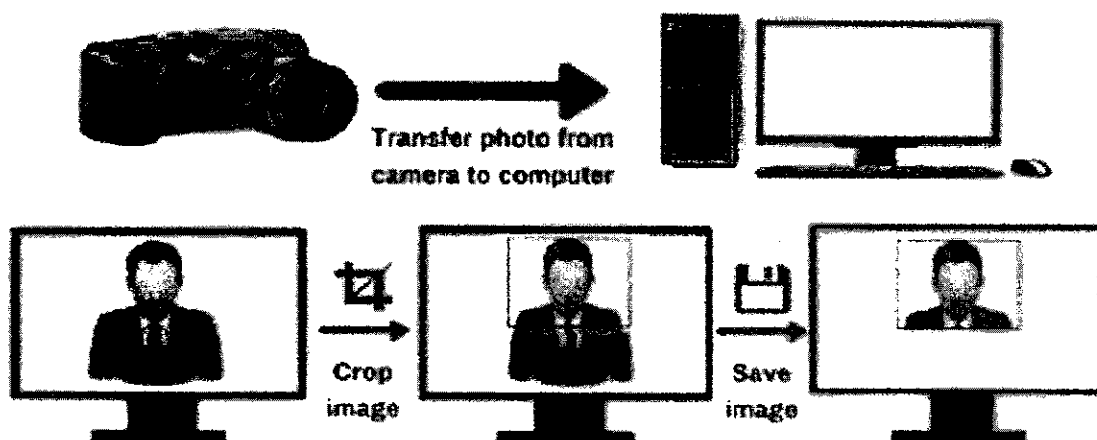 Transfer photo from
camera to computer
Crop
image
Save
image